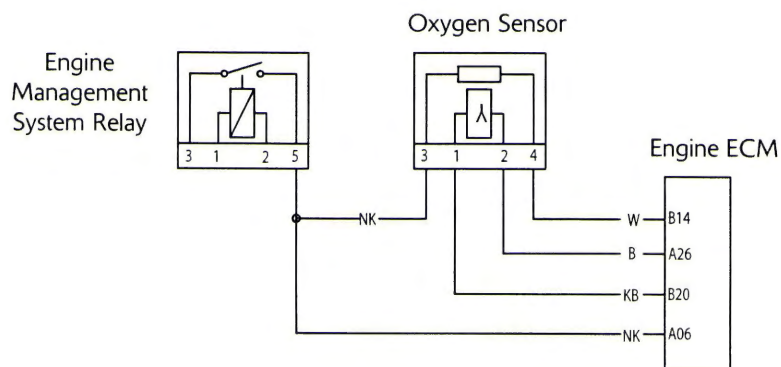 Oxygen Sensor
Engine
Management
System Relay
3 1 2 5
3 1 2 4
Engine ECM
NK
W B14
B A26
KB B20
NK A06